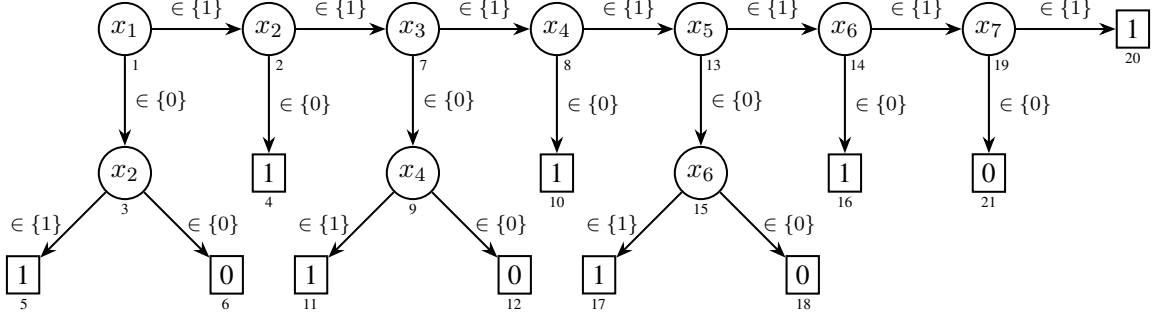 ∈ {1} ∈ {1} ∈ {1} ∈ {1} ∈ {1} ∈ {1} ∈ {1}
x₁ x₂ x₃ x₄ x₅ x₆ x₇ 1
1 2 7 8 13 14 19 20
∈ {0} ∈ {0} ∈ {0} ∈ {0} ∈ {0} ∈ {0} ∈ {0}
x₂ 1 x₄ 1 x₆ 1 0
3 4 9 10 15 16 21
∈ {1} ∈ {0} ∈ {1} ∈ {0} ∈ {1} ∈ {0}
1 0 1 0 1 0
5 6 11 12 17 18